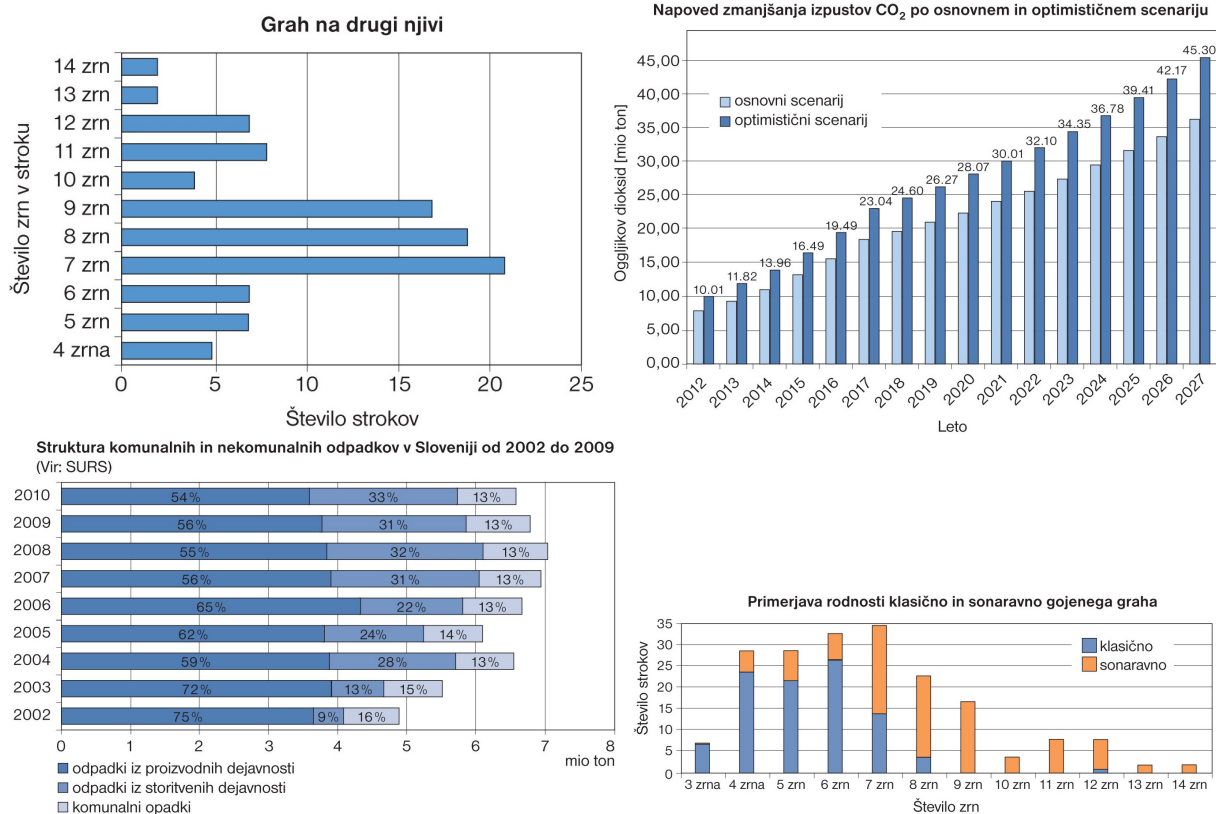 Grah na drugi njivi
Število zrn v stroku
14 zrn
13 zrn
12 zrn
11 zrn
10 zrn
9 zrn
8 zrn
7 zrn
6 zrn
5 zrn
4 zrna
0 5 10 15 20 25
Število strokov
Napoved zmanjšanja izpustov CO₂ po osnovnem in optimističnem scenariju
Oggljikov dioksid [mio ton]
45,00
40,00
35,00
30,00
25,00
20,00
15,00
10,00
5,00
0,00
osnovni scenarij
optimistični scenarij
10.01 11.82 13.96 16.49 19.49 23.04 24.60 26.27 28.07 30.01 32.10 34.35 36.78 39.41 42.17 45.30
2012 2013 2014 2015 2016 2017 2018 2019 2020 2021 2022 2023 2024 2025 2026 2027
Leto
Struktura komunalnih in nekomunalnih odpadkov v Sloveniji od 2002 do 2009
(Vir: SURS)
2010 54% 33% 13%
2009 56% 31% 13%
2008 55% 32% 13%
2007 56% 31% 13%
2006 65% 22% 13%
2005 62% 24% 14%
2004 59% 28% 13%
2003 72% 13% 15%
2002 75% 9% 16%
0 1 2 3 4 5 6 7 8
mio ton
odpadki iz proizvodnih dejavnosti
odpadki iz storitvenih dejavnosti
komunalni opadki
Primerjava rodnosti klasično in sonaravno gojenega graha
Število strokov
35
30
25
20
15
10
5
0
klasično
sonaravno
3 zrna 4 zrna 5 zrn 6 zrn 7 zrn 8 zrn 9 zrn 10 zrn 11 zrn 12 zrn 13 zrn 14 zrn
Število zrn